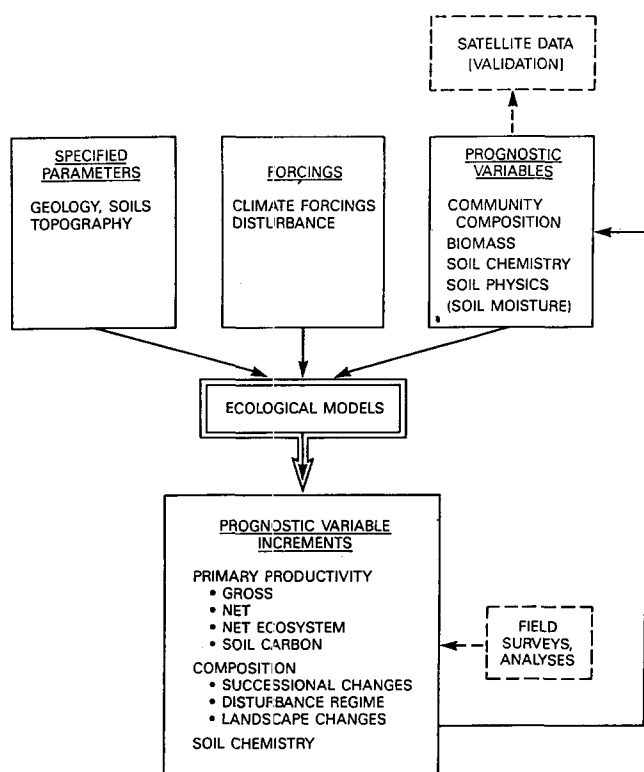 SATELLITE DATA
[VALIDATION]
SPECIFIED
PARAMETERS
GEOLOGY, SOILS
TOPOGRAPHY
FORCINGS
CLIMATE FORCINGS
DISTURBANCE
PROGNOSTIC
VARIABLES
COMMUNITY
COMPOSITION
BIOMASS
SOIL CHEMISTRY
SOIL PHYSICS
(SOIL MOISTURE)
ECOLOGICAL MODELS
PROGNOSTIC VARIABLE
INCREMENTS
PRIMARY PRODUCTIVITY
• GROSS
• NET
• NET ECOSYSTEM
• SOIL CARBON
COMPOSITION
• SUCCESSIONAL CHANGES
• DISTURBANCE REGIME
• LANDSCAPE CHANGES
SOIL CHEMISTRY
FIELD
SURVEYS,
ANALYSES